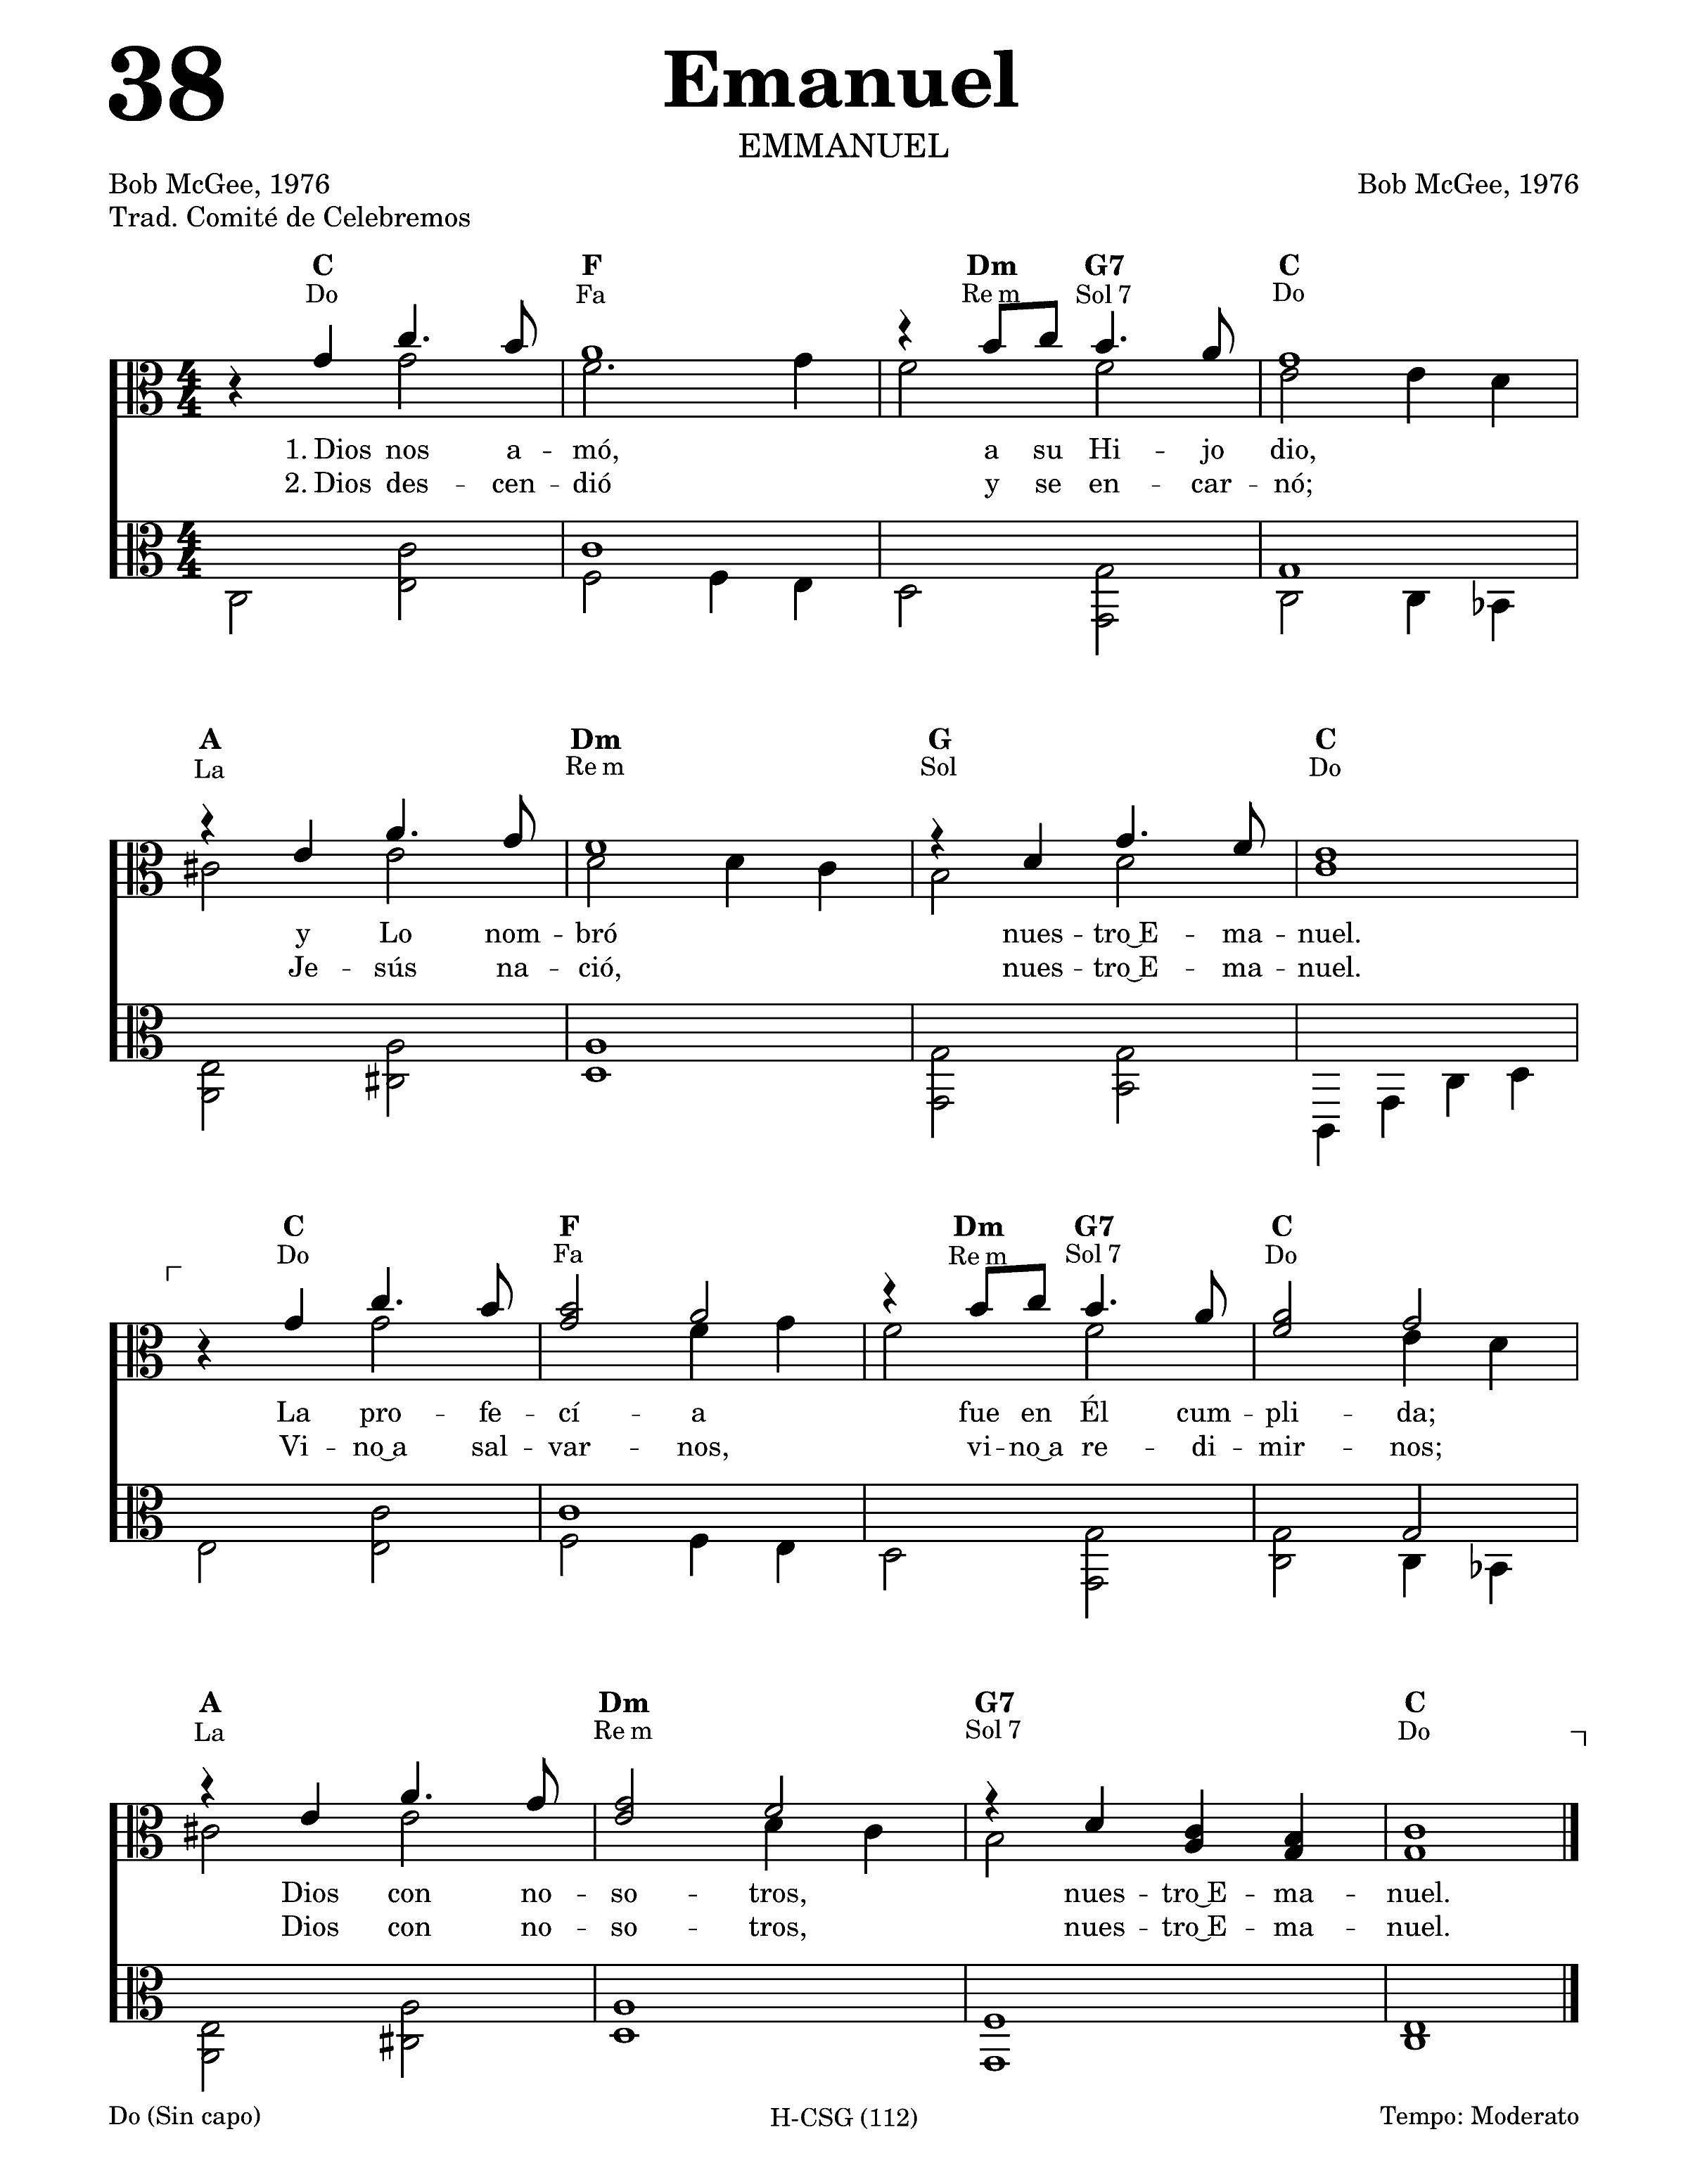 38 Emanuel
EMMANUEL
Bob McGee, 1976 Bob McGee, 1976
Trad. Comité de Celebremos
C F Dm G7 C
Do Fa Re m Sol 7 Do
1. Dios nos a - mó, a su Hi - jo dio,
2. Dios des - cen - dió y se en - car - nó;
A Dm G C
La Re m Sol Do
y Lo nom - bró nues - tro‿E - ma - nuel.
Je - sús na - ció, nues - tro‿E - ma - nuel.
C F Dm G7 C
Do Fa Re m Sol 7 Do
La pro - fe - cí - a fue en Él cum - pli - da;
Vi - no‿a sal - var - nos, vi - no‿a re - di - mir - nos;
A Dm G7 C
La Re m Sol 7 Do
Dios con no - so - tros, nues - tro‿E - ma - nuel.
Dios con no - so - tros, nues - tro‿E - ma - nuel.
Do (Sin capo) H-CSG (112) Tempo: Moderato